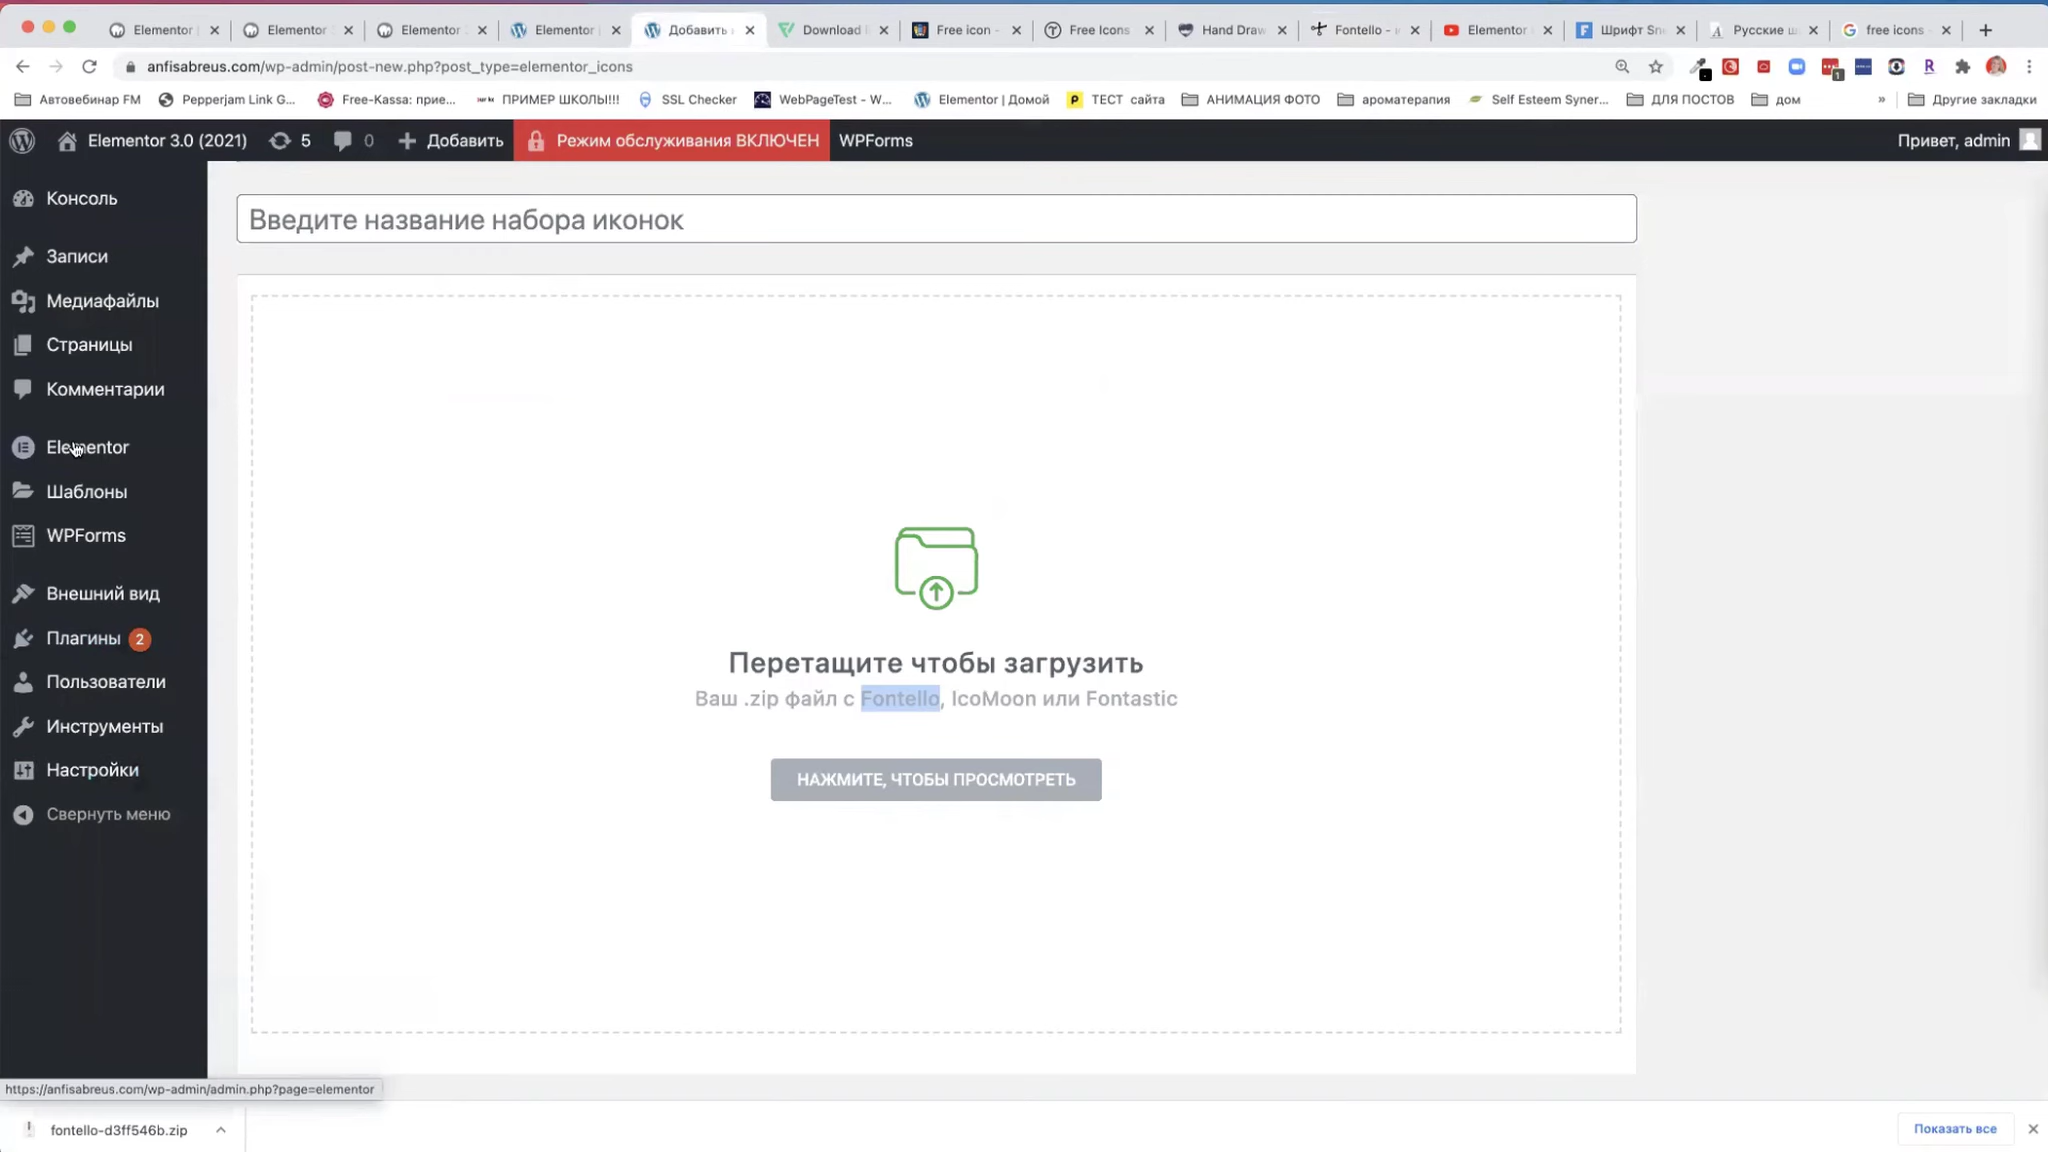 Elementor
Elementor
Elementor
Elementor
Добавить
Download
Free icon -
Free Icons
Hand Draw
Fontello -
Elementor
Шрифт Sn
Русские ш
free icons -
anfisabreus.com/wp-admin/post-new.php?post_type=elementor_icons
1
Автовебинар FM
Pepperjam Link G...
Free-Kassa: прие...
ПРИМЕР ШКОЛЫ!!!
SSL Checker
WebPageTest - W...
Elementor | Домой
ТЕСТ сайта
АНИМАЦИЯ ФОТО
ароматерапия
Self Esteem Syner...
ДЛЯ ПОСТОВ
дом
»
Другие закладки
Elementor 3.0 (2021)
5
0
Добавить
Режим обслуживания ВКЛЮЧЕН
WPForms
Привет, admin
Консоль
Записи
Медиафайлы
Страницы
Комментарии
Elementor
Шаблоны
WPForms
Внешний вид
Плагины 2
Пользователи
Инструменты
Настройки
Свернуть меню
Введите название набора иконок
Перетащите чтобы загрузить
Ваш .zip файл с Fontello, IcoMoon или Fontastic
НАЖМИТЕ, ЧТОБЫ ПРОСМОТРЕТЬ
https://anfisabreus.com/wp-admin/admin.php?page=elementor
fontello-d3ff546b.zip
Показать все